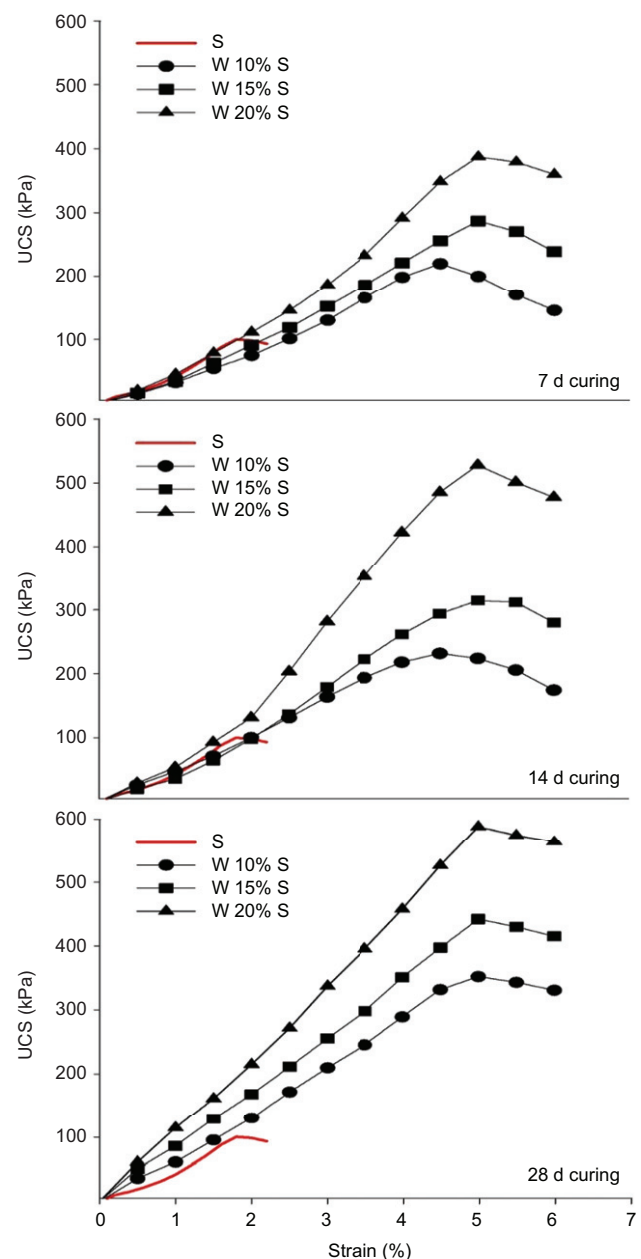 600
500
400
300
200
100
UCS (kPa)
S
W 10% S
W 15% S
W 20% S
7 d curing
600
500
400
300
200
100
UCS (kPa)
S
W 10% S
W 15% S
W 20% S
14 d curing
600
500
400
300
200
100
UCS (kPa)
S
W 10% S
W 15% S
W 20% S
28 d curing
0 1 2 3 4 5 6 7
Strain (%)